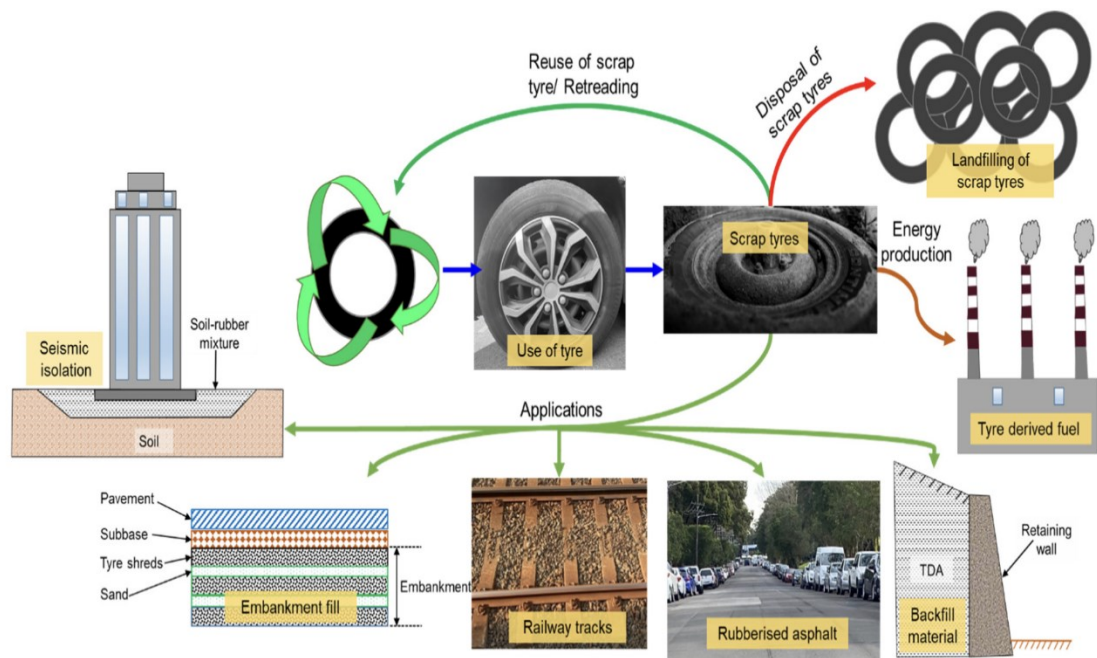 Reuse of scrap
tyre/ Retreading
Disposal of
scrap tyres
Landfilling of
scrap tyres
Scrap tyres
Energy
production
Use of tyre
Soil-rubber
mixture
Seismic
isolation
Soil
Applications
Tyre derived fuel
Pavement
Subbase
Tyre shreds
Sand
Embankment
Embankment fill
Railway tracks
Rubberised asphalt
TDA
Backfill
material
Retaining
wall